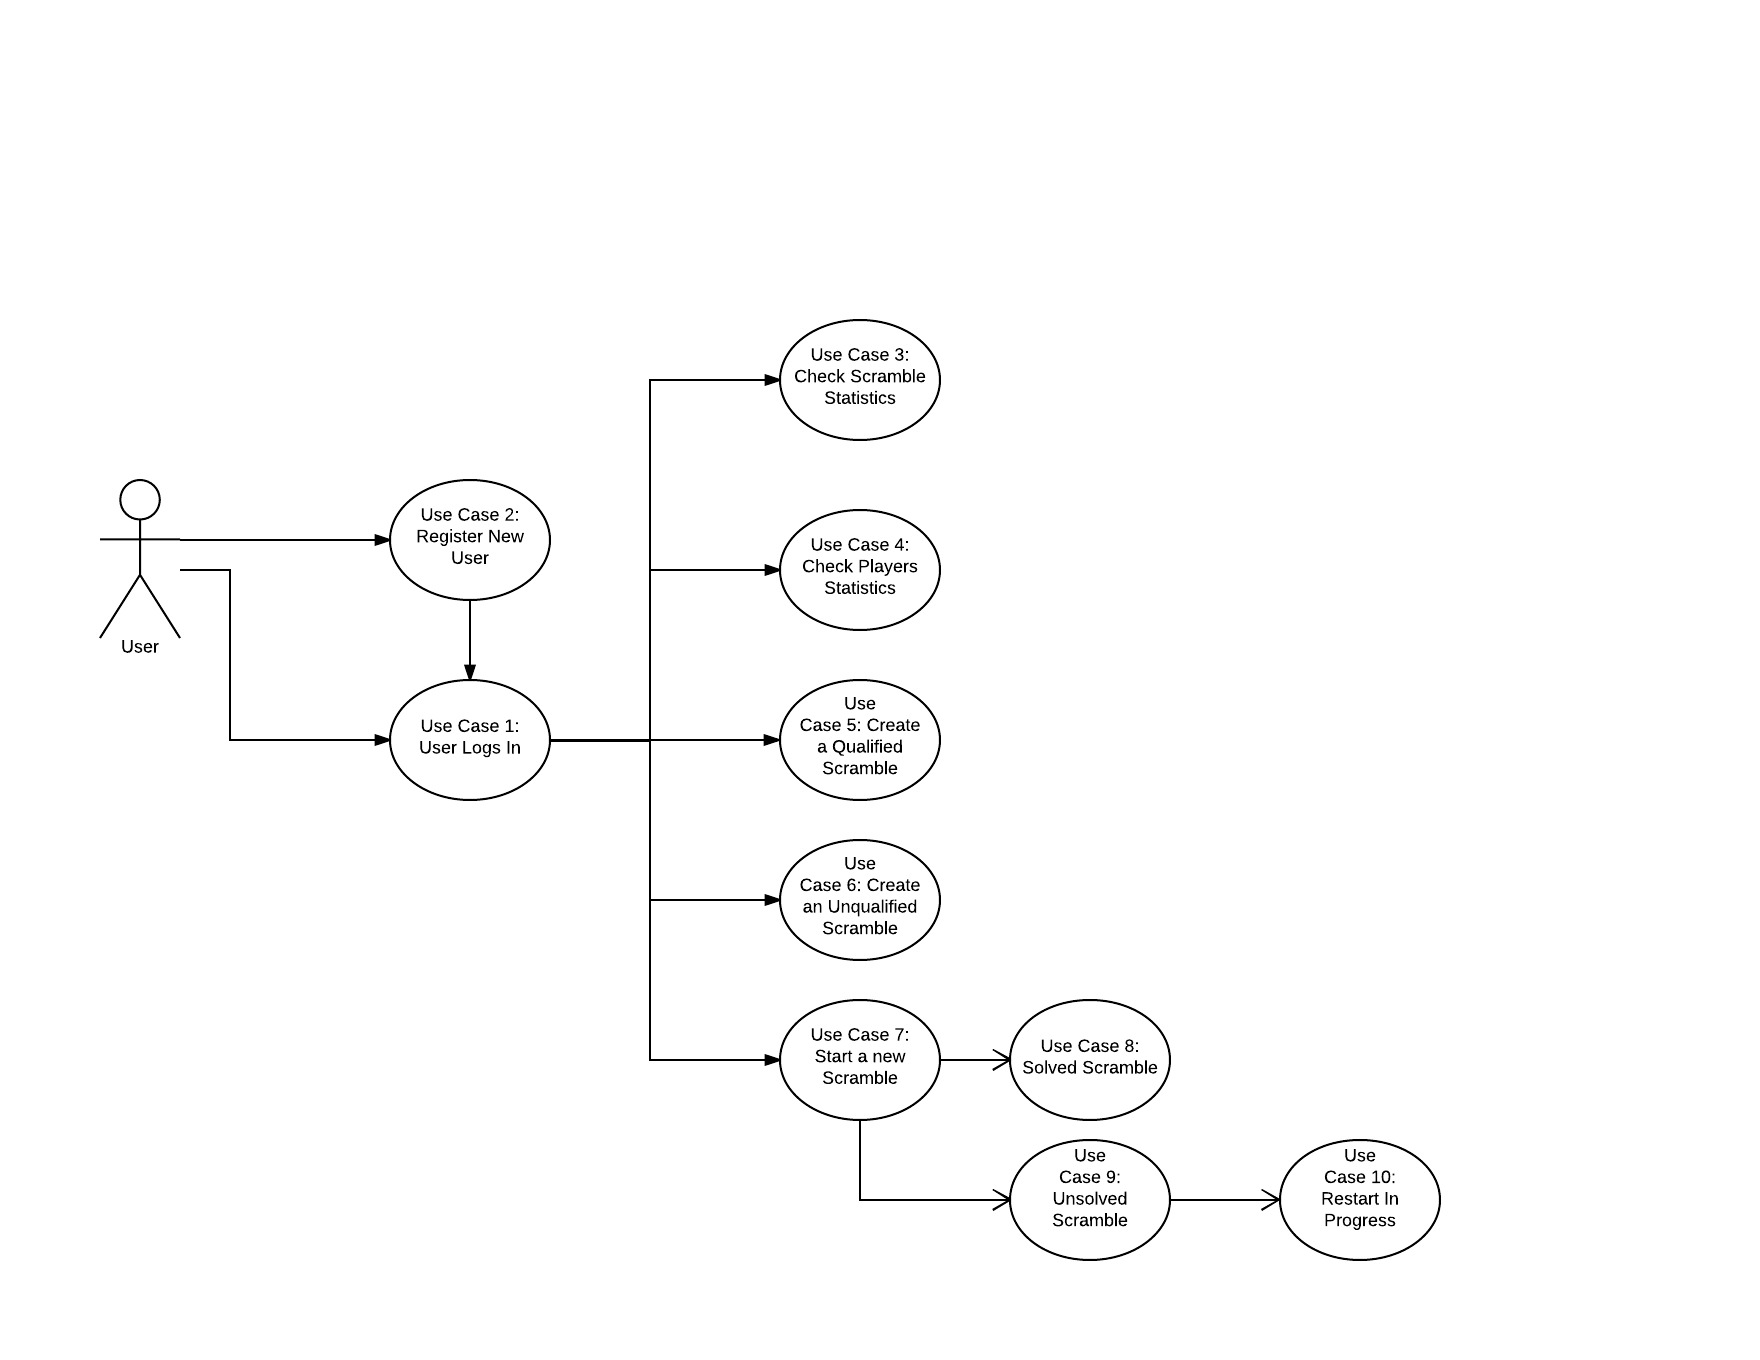 User
Use Case 2:
Register New
User
Use Case 1:
User Logs In
Use Case 3:
Check Scramble
Statistics
Use Case 4:
Check Players
Statistics
Use
Case 5: Create
a Qualified
Scramble
Use
Case 6: Create
an Unqualified
Scramble
Use Case 7:
Start a new
Scramble
Use Case 8:
Solved Scramble
Use
Case 9:
Unsolved
Scramble
Use
Case 10:
Restart In
Progress